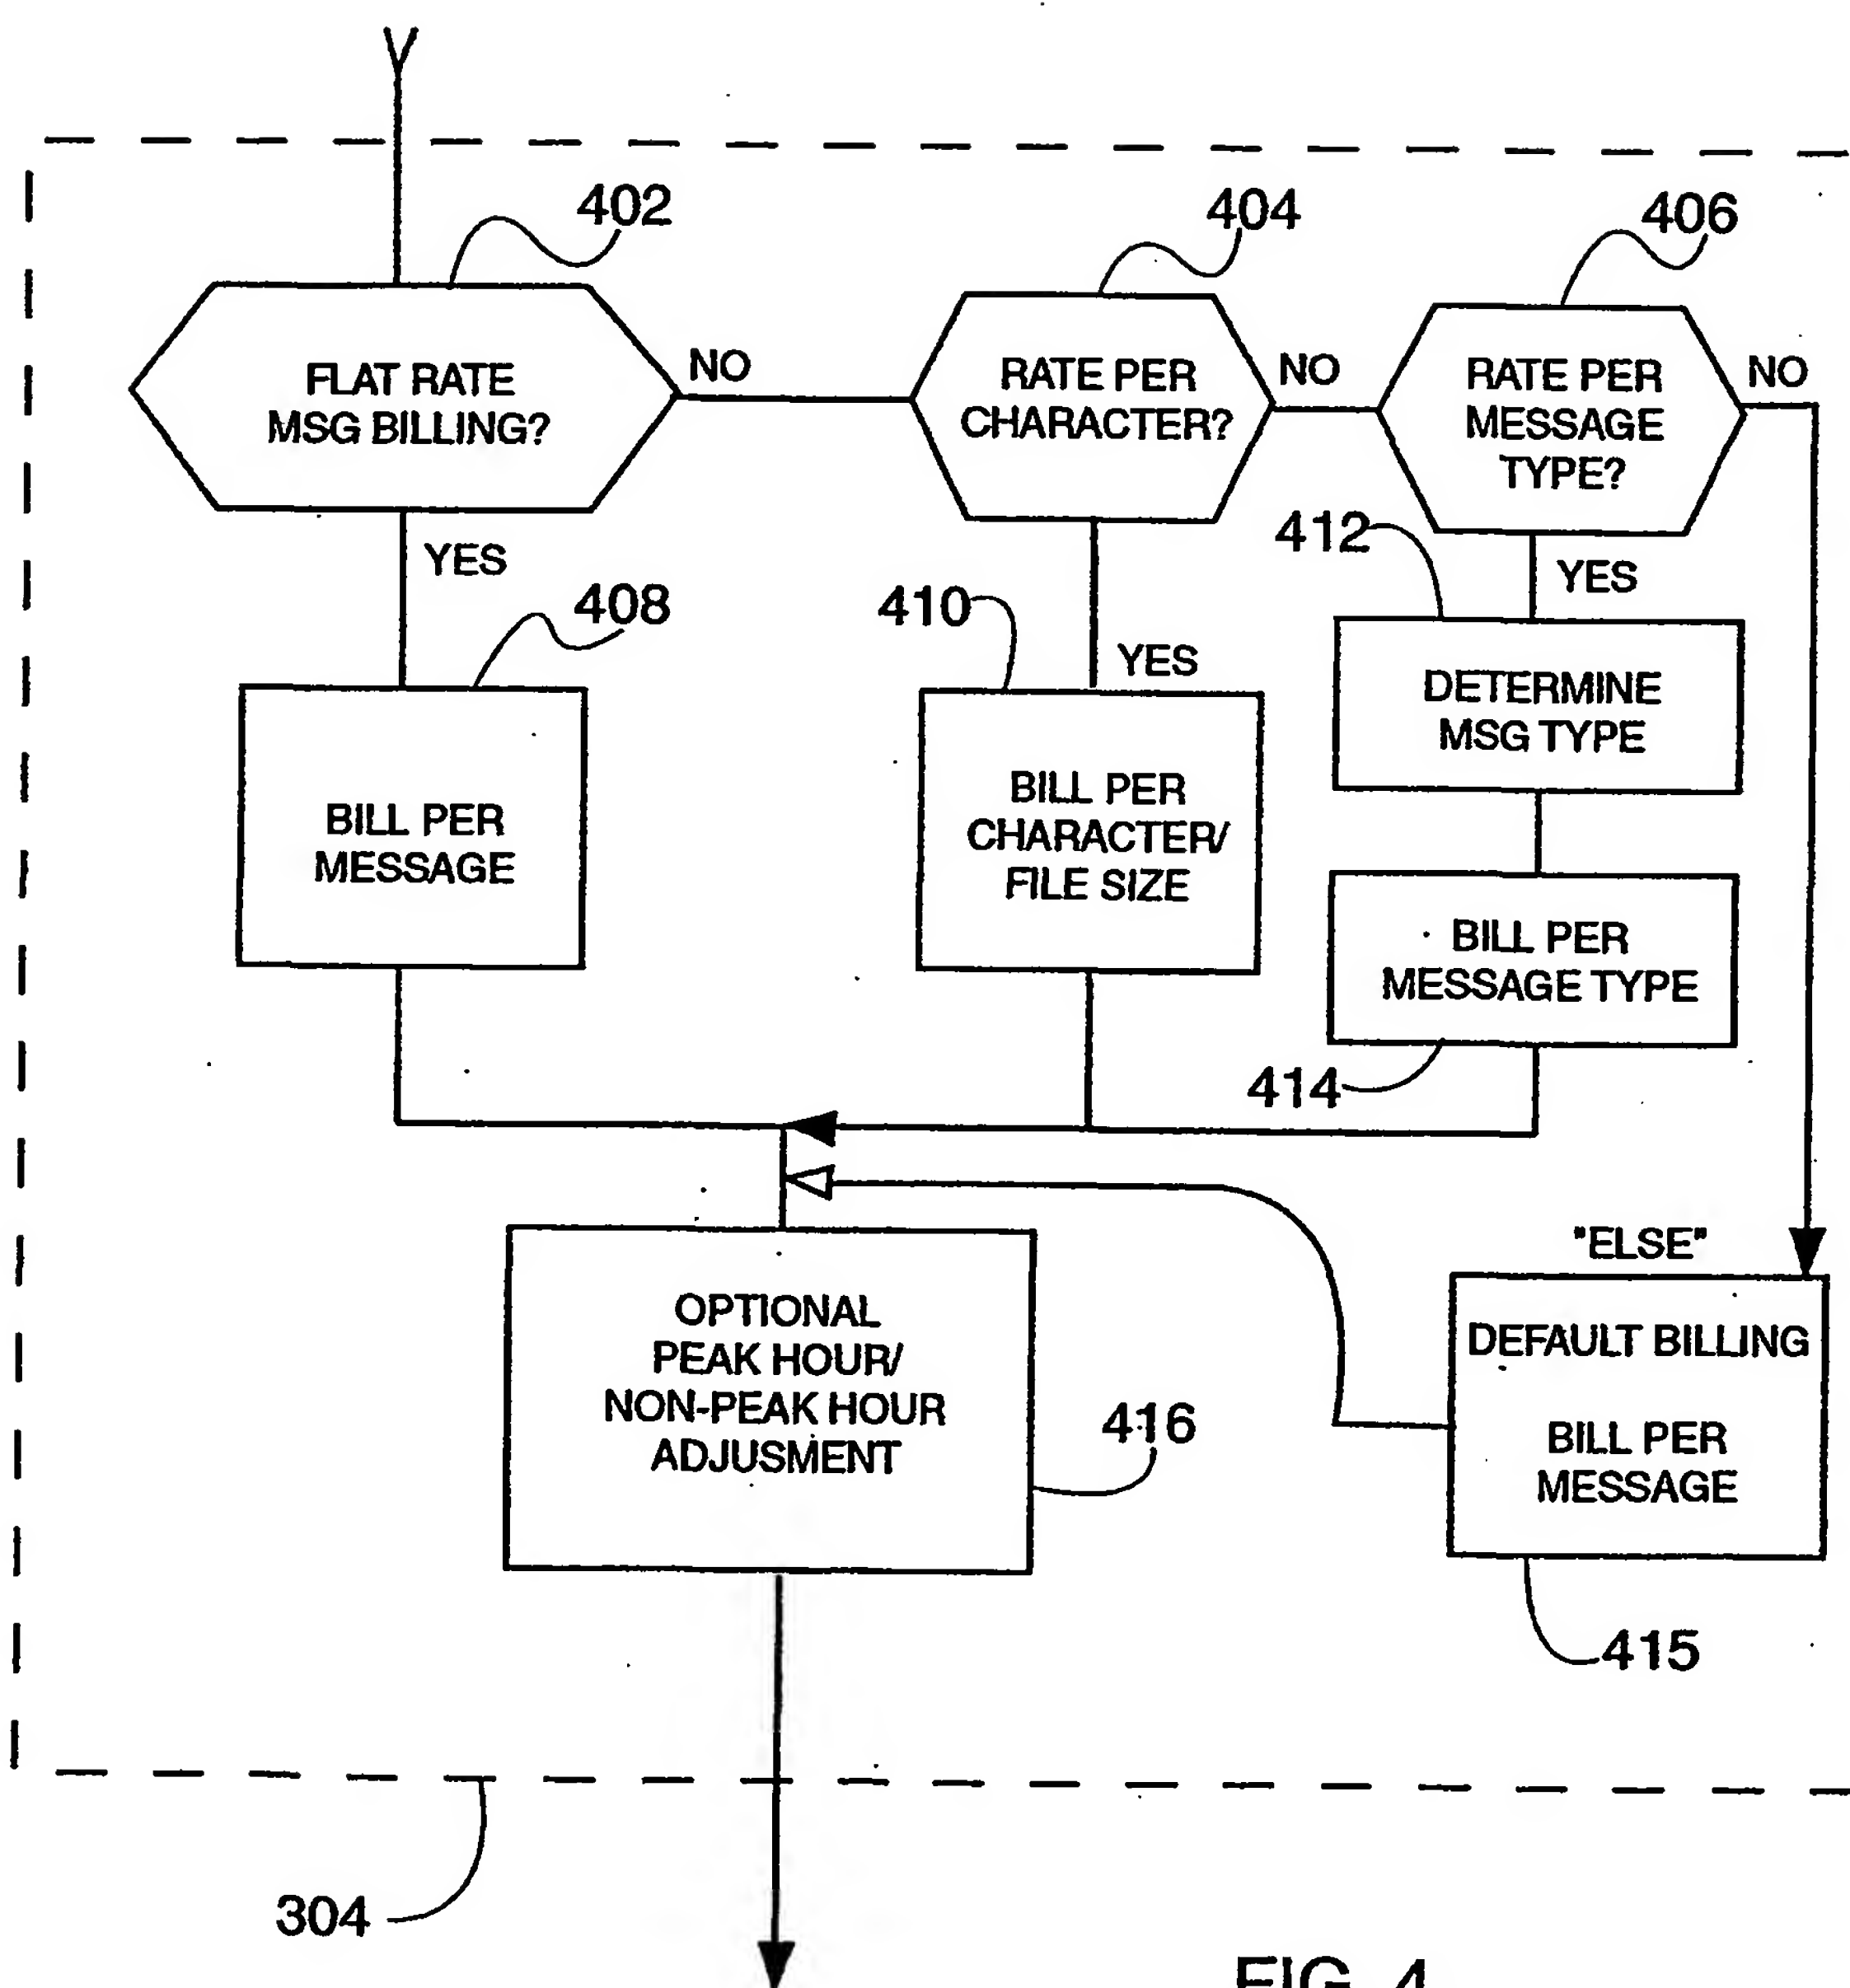 402
404
406
FLAT RATE
MSG BILLING?
NO
RATE PER
CHARACTER?
NO
RATE PER
MESSAGE
TYPE?
NO
YES
408
410
YES
412
YES
BILL PER
MESSAGE
BILL PER
CHARACTER/
FILE SIZE
DETERMINE
MSG TYPE
BILL PER
MESSAGE TYPE
414
OPTIONAL
PEAK HOUR/
NON-PEAK HOUR
ADJUSMENT
416
"ELSE"
DEFAULT BILLING
BILL PER
MESSAGE
415
304
FIG. 4